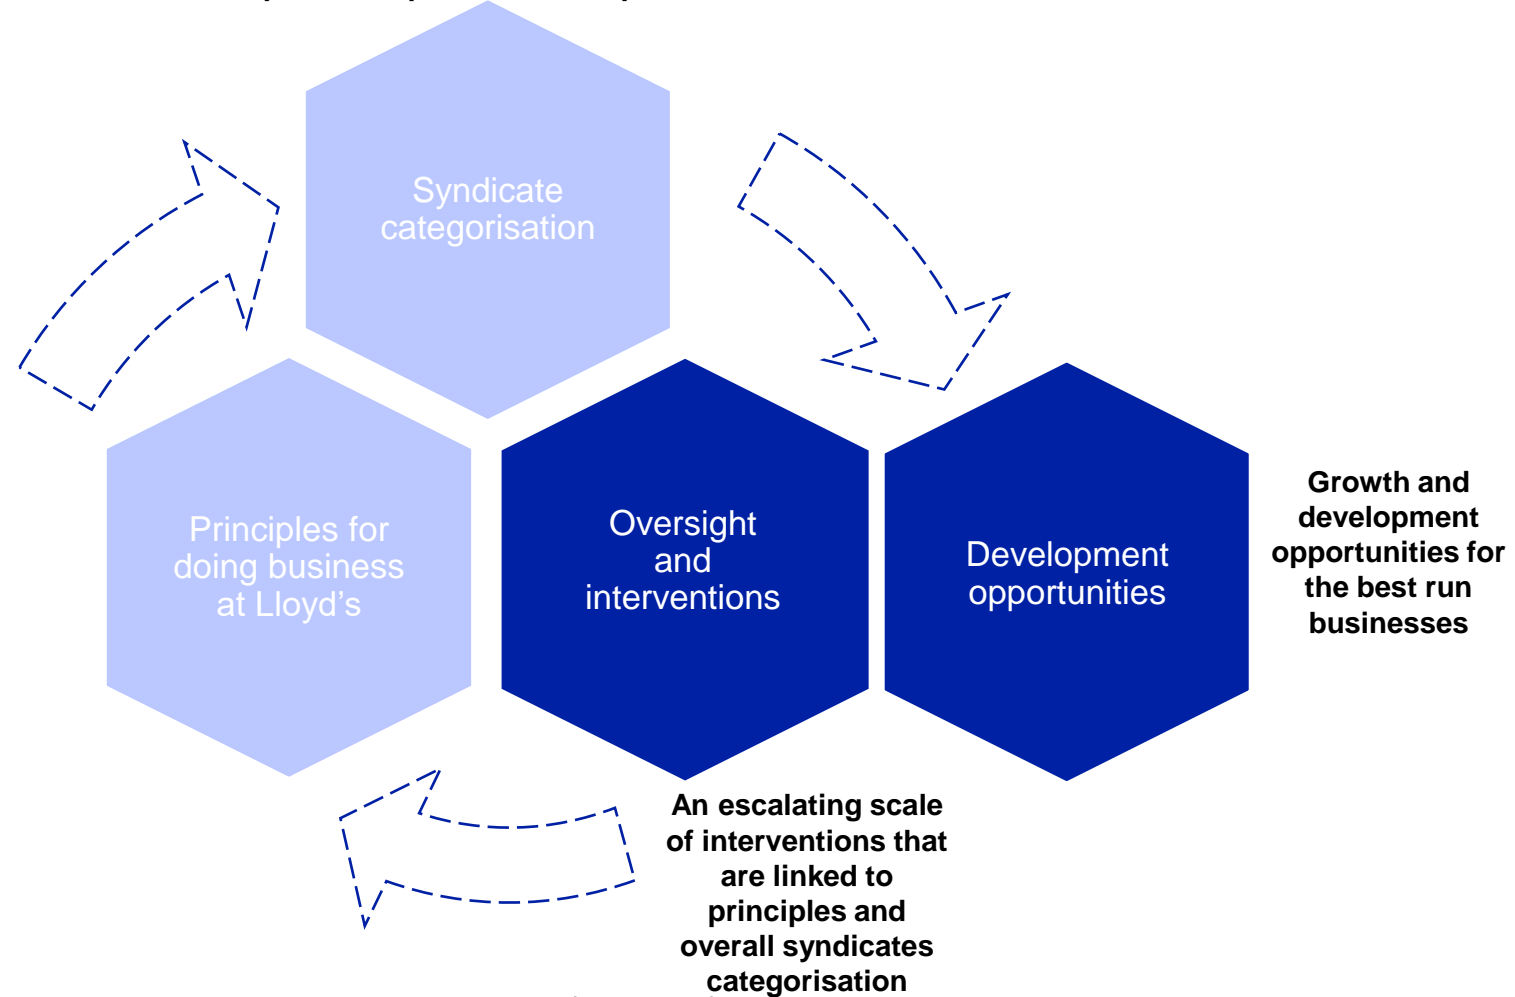 Syndicate
categorisation
Principles for
doing business
at Lloyd’s
Oversight
and
interventions
Development
opportunities
Growth and
development
opportunities for
the best run
businesses
An escalating scale
of interventions that
are linked to
principles and
overall syndicates
categorisation